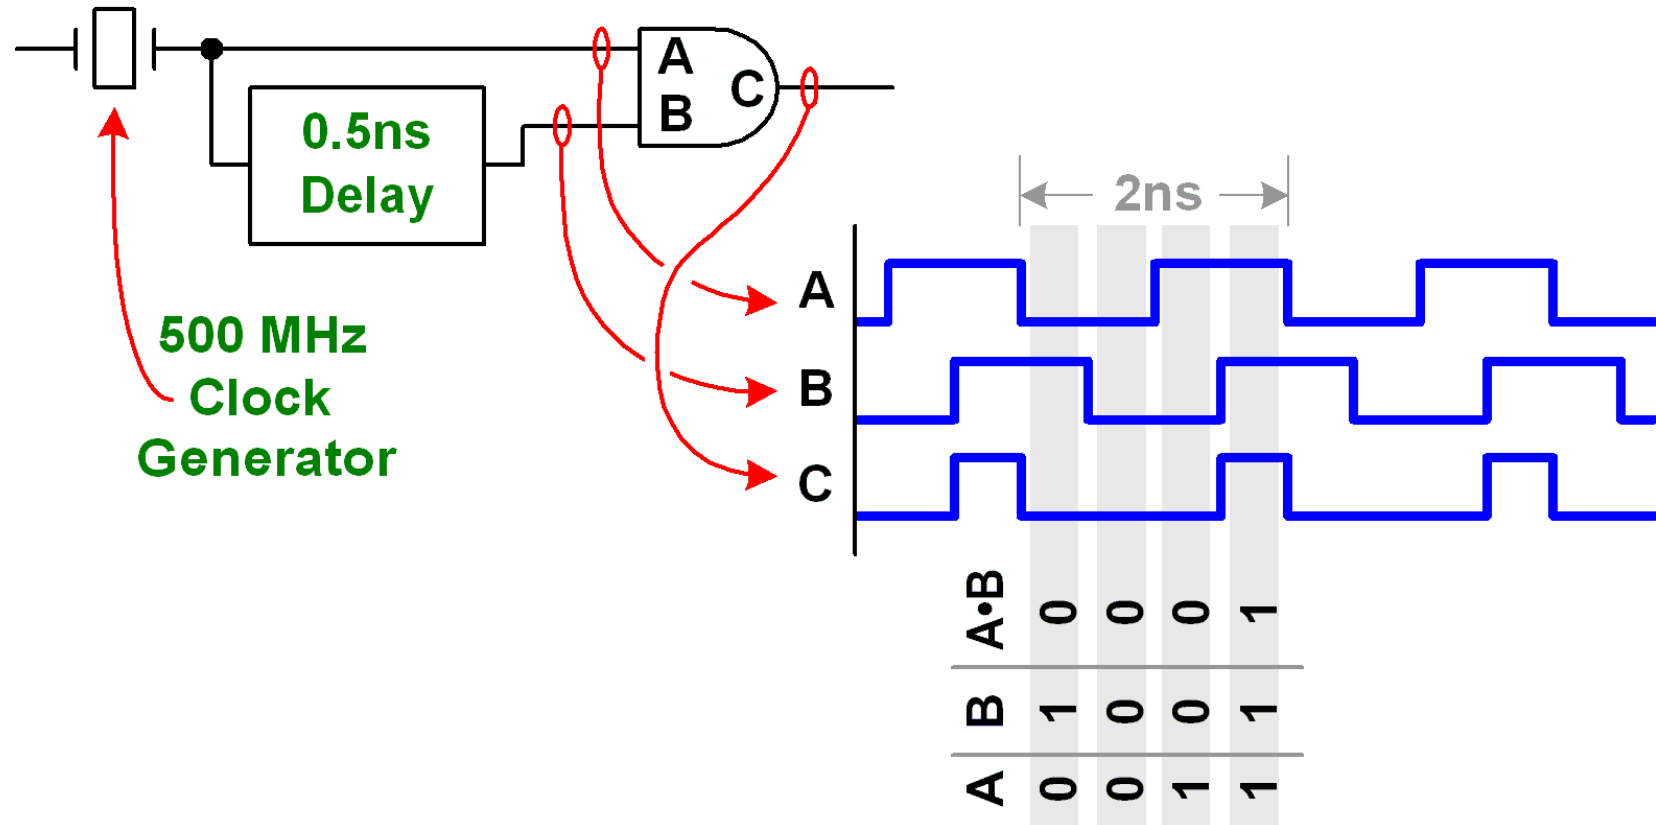 A
B
C
0.5ns
Delay
2ns
500 MHz
Clock
Generator
A
B
C
A•B 0 0 0 1
B 1 0 0 1
A 0 0 1 1